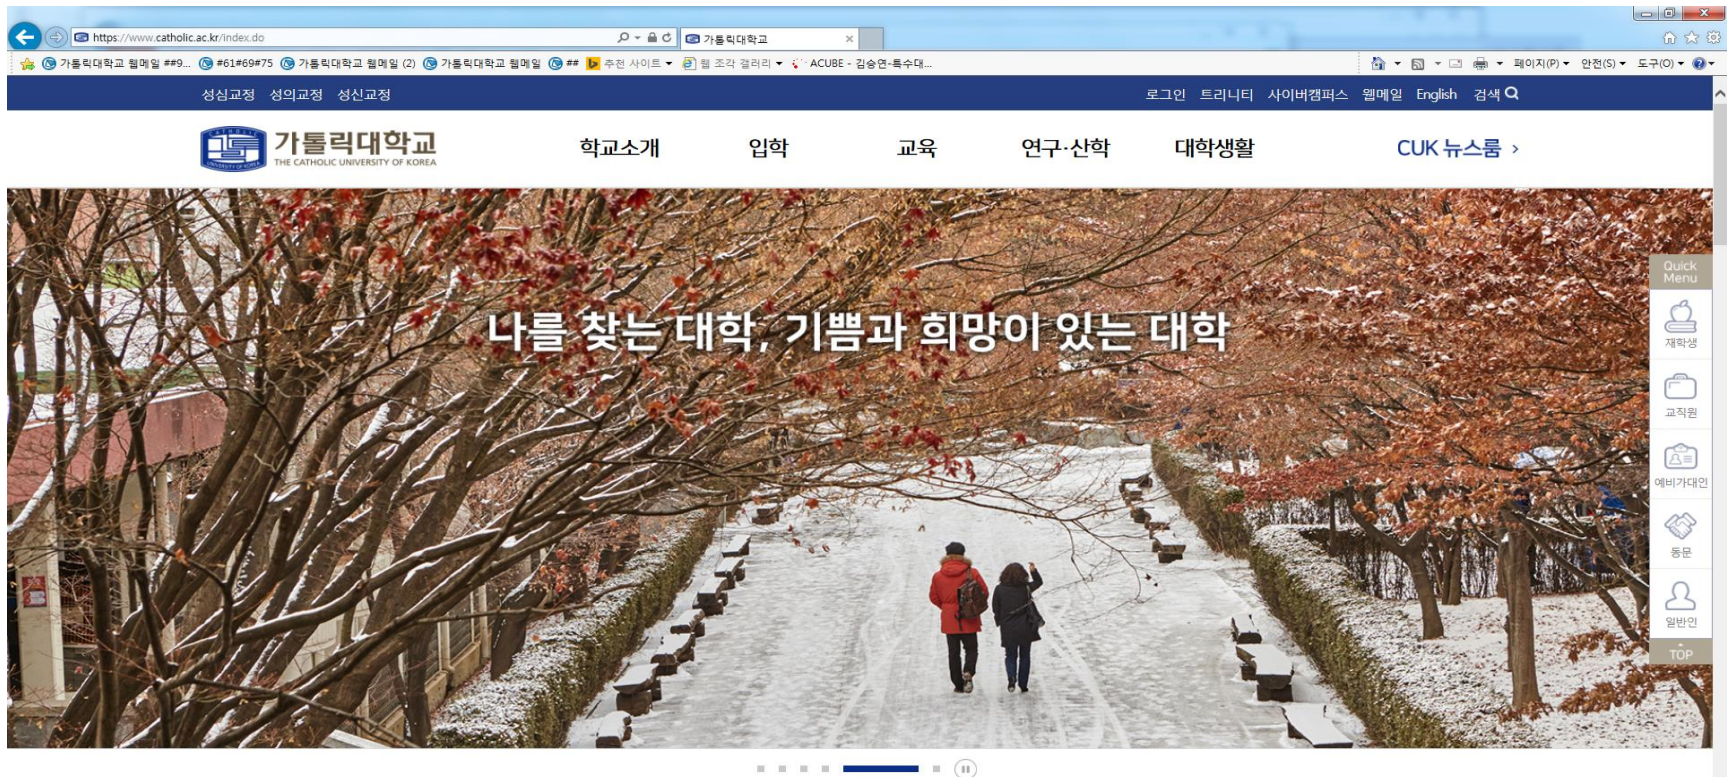 https://www.catholic.ac.kr/index.do
가톨릭대학교
가톨릭대학교 웹메일 ##9... #61#69#75 가톨릭대학교 웹메일 (2) 가톨릭대학교 웹메일 ## 추천 사이트 웹 조각 갤러리 ACUBE - 김승연-특수대...
페이지(P) 안전(S) 도구(O)
성심교정 성의교정 성신교정
로그인 트리니티 사이버캠퍼스 웹메일 English 검색
가톨릭대학교
THE CATHOLIC UNIVERSITY OF KOREA
학교소개 입학 교육 연구·산학 대학생활 CUK 뉴스룸
나를 찾는 대학, 기쁨과 희망이 있는 대학
Quick
Menu
재학생
교직원
예비가대인
동문
일반인
TOP